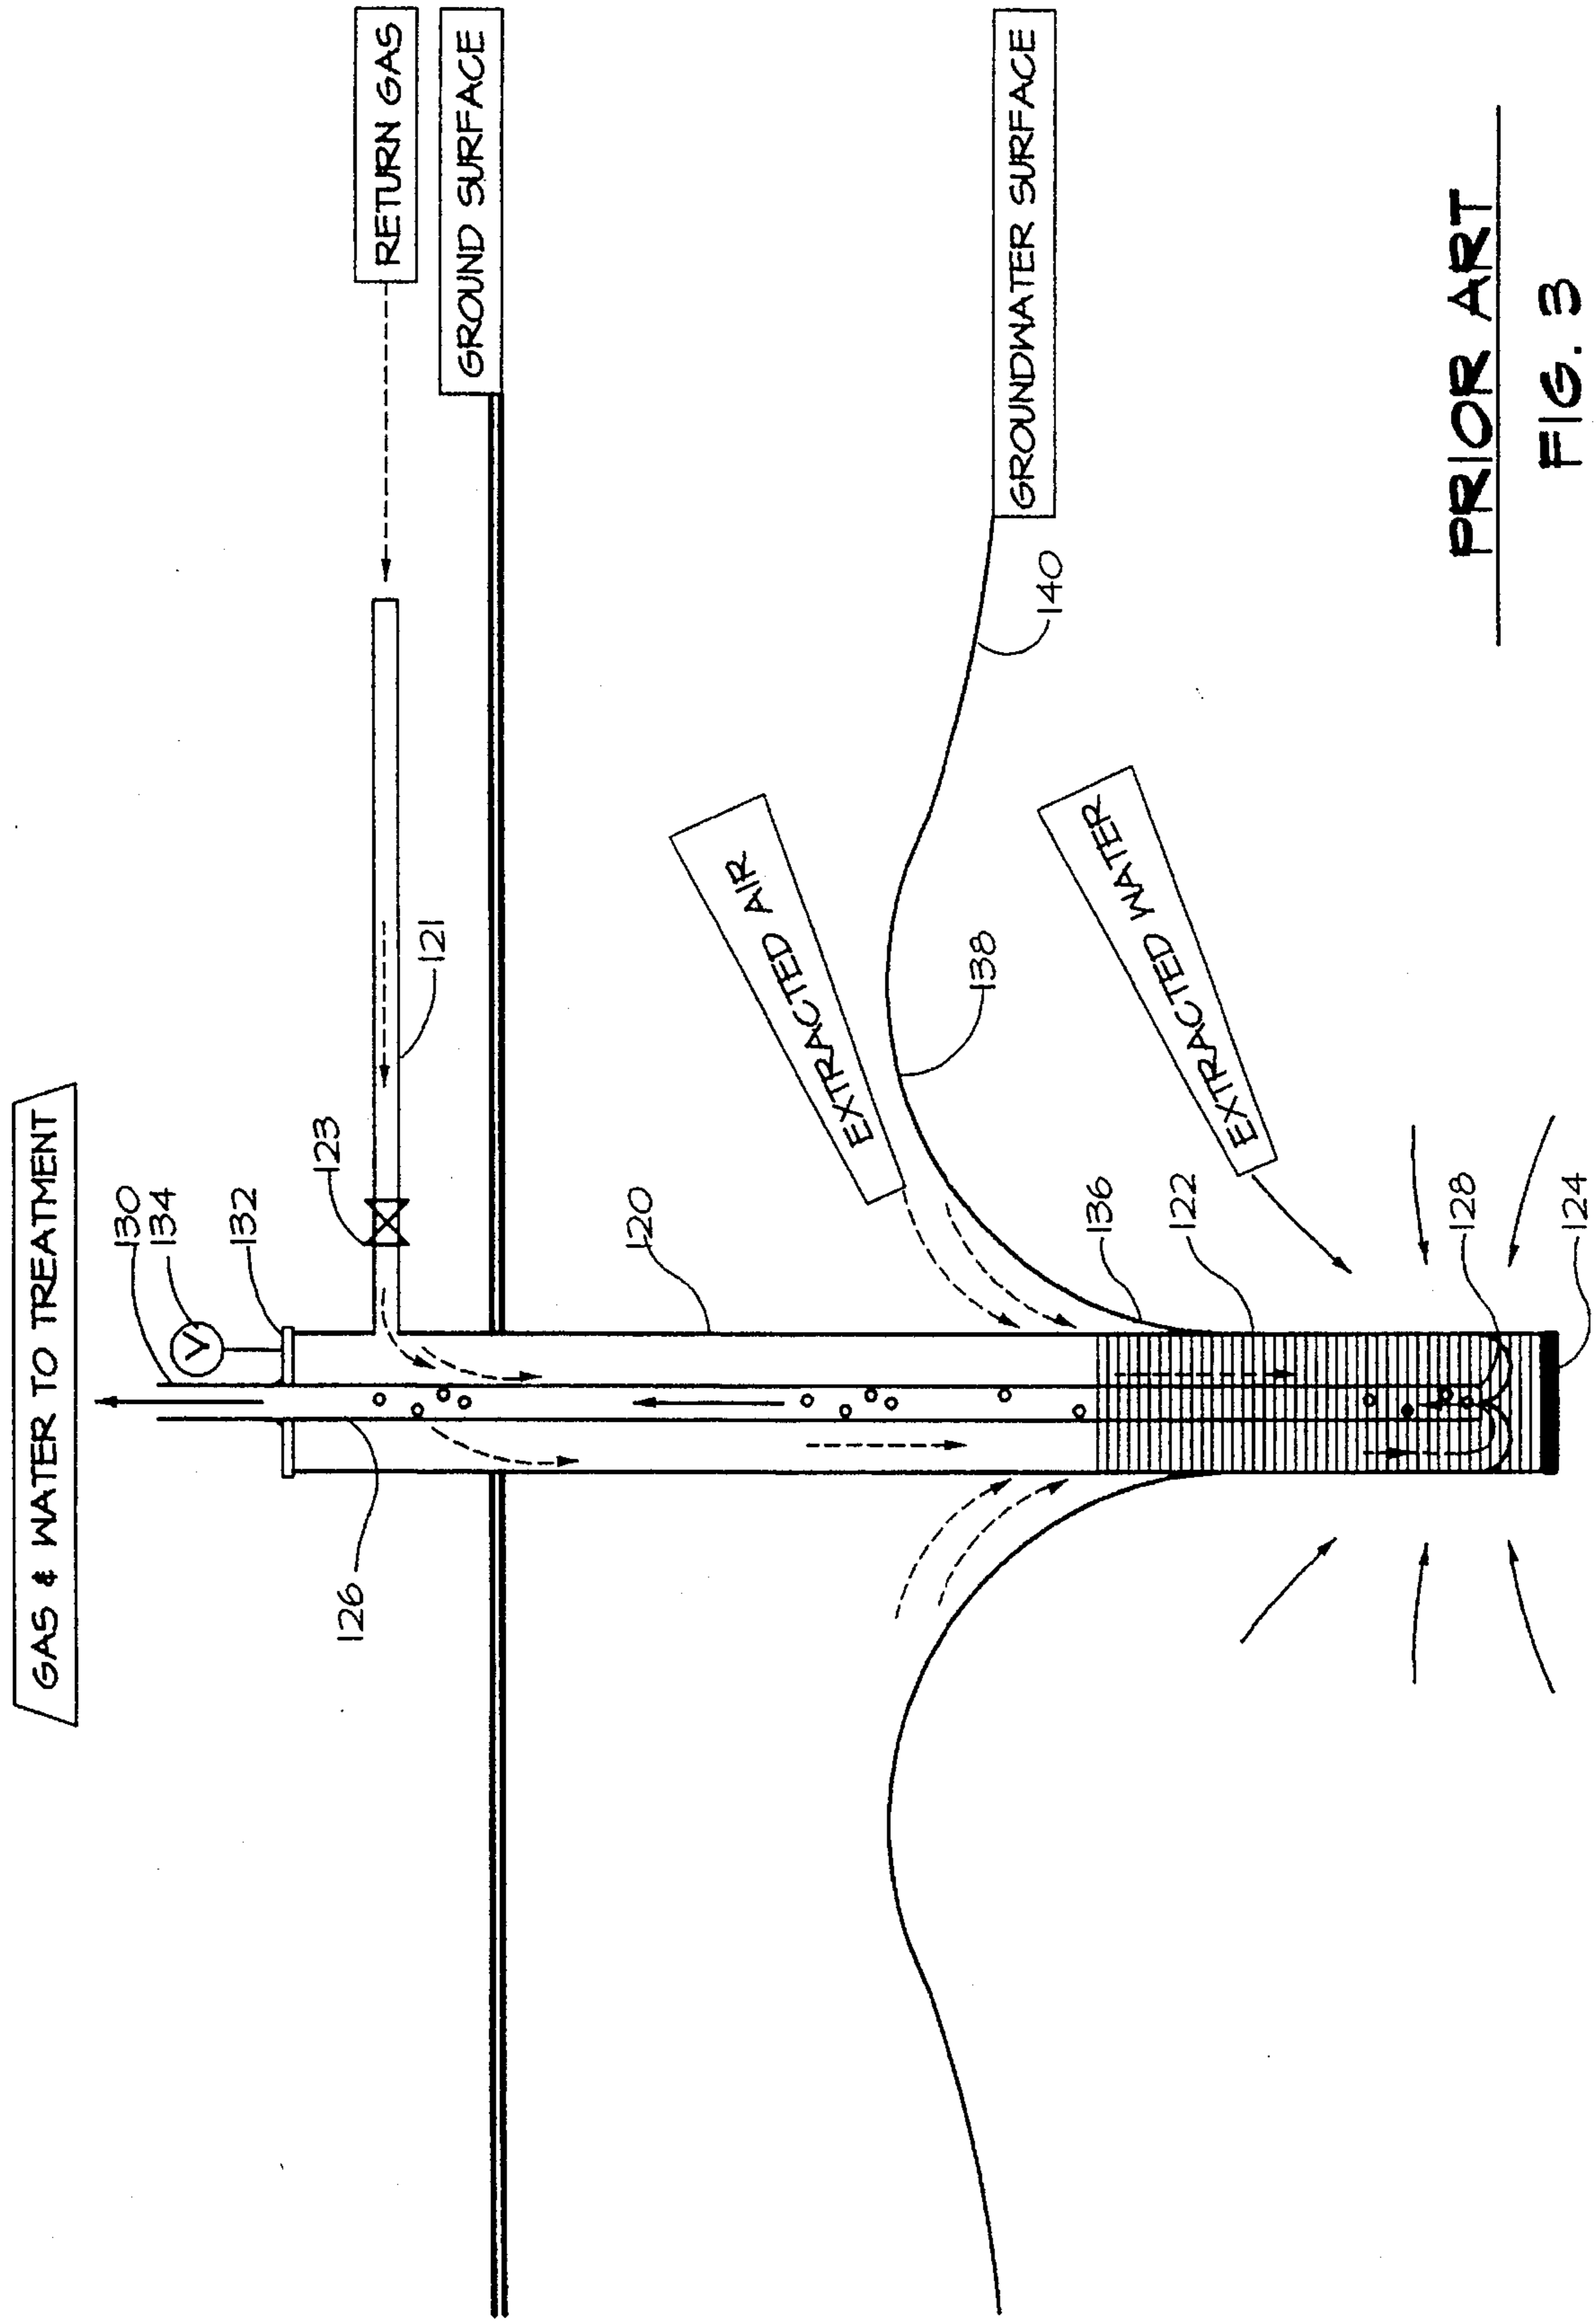 GAS & WATER TO TREATMENT
130
134
132
123
RETURN GAS
121
126
GROUND SURFACE
120
EXTRACTED AIR
138
GROUNDWATER SURFACE
140
EXTRACTED WATER
136
122
128
124
V
PRIOR ART
FIG. 3